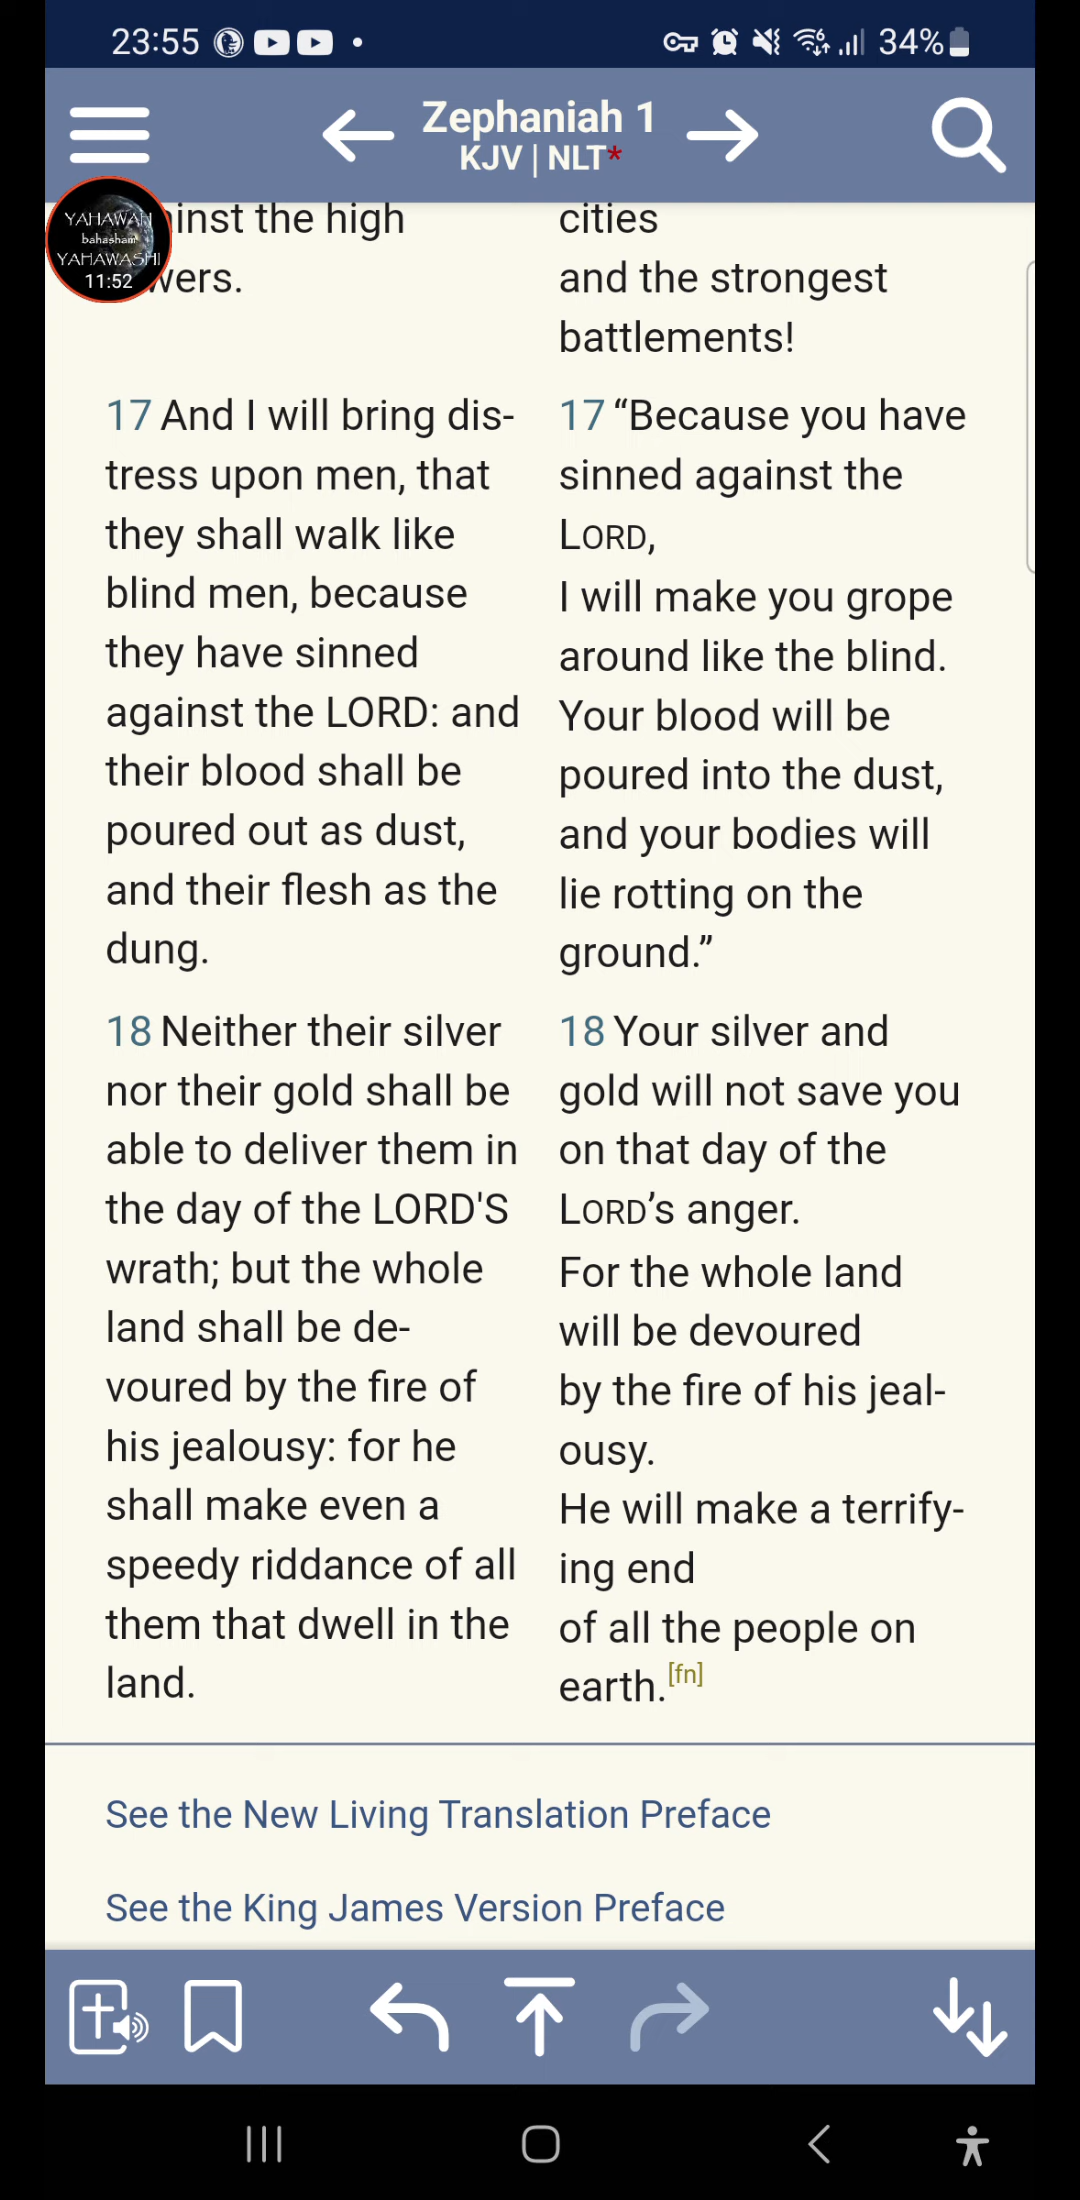 23:55
6
34%
Zephaniah 1
KJV | NLT*
YAHAWAH
bahasham
YAHAWASHI
11:52
inst the high
wers.
17 And I will bring dis-
tress upon men, that
they shall walk like
blind men, because
they have sinned
against the LORD: and
their blood shall be
poured out as dust,
and their flesh as the
dung.
18 Neither their silver
nor their gold shall be
able to deliver them in
the day of the LORD'S
wrath; but the whole
land shall be de-
voured by the fire of
his jealousy: for he
shall make even a
speedy riddance of all
them that dwell in the
land.
cities
and the strongest
battlements!
17 “Because you have
sinned against the
LORD,
I will make you grope
around like the blind.
Your blood will be
poured into the dust,
and your bodies will
lie rotting on the
ground.”
18 Your silver and
gold will not save you
on that day of the
LORD’s anger.
For the whole land
will be devoured
by the fire of his jeal-
ousy.
He will make a terrify-
ing end
of all the people on
earth.[fn]
See the New Living Translation Preface
See the King James Version Preface